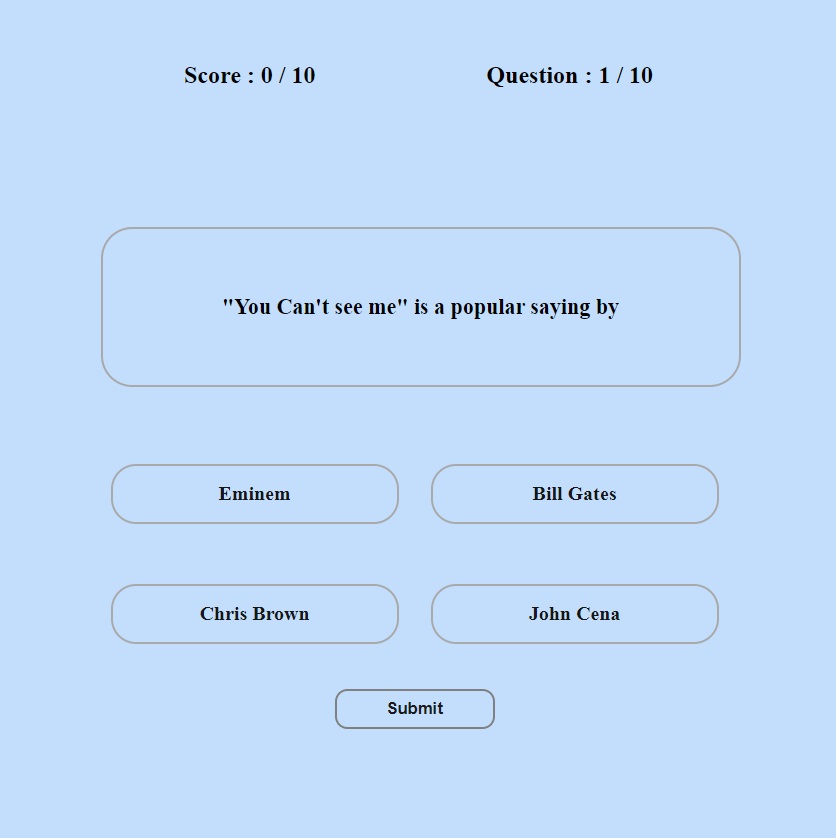 Score : 0 / 10
Question : 1 / 10
"You Can't see me" is a popular saying by
Eminem
Bill Gates
Chris Brown
John Cena
Submit